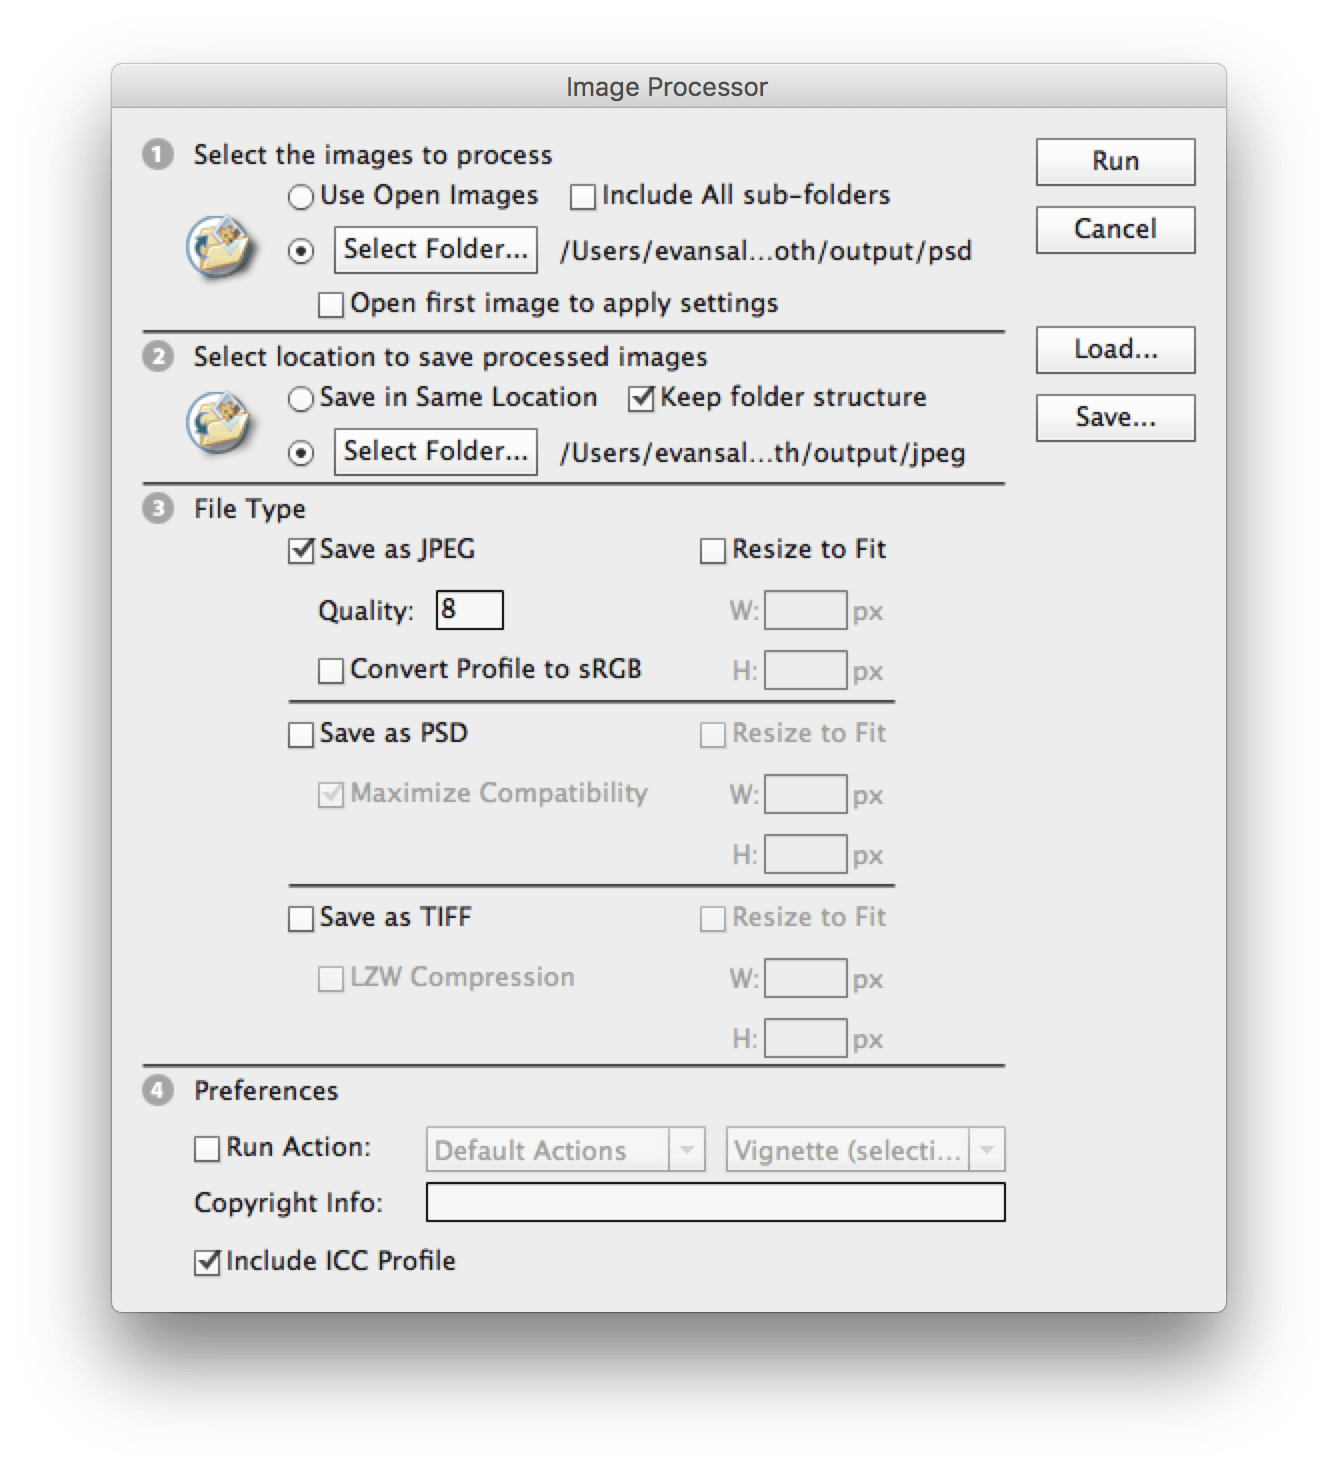 Image Processor
1 Select the images to process
Use Open Images Include All sub-folders
Select Folder... /Users/evansal...oth/output/psd
Open first image to apply settings
Run
Cancel
2 Select location to save processed images
Save in Same Location Keep folder structure
Select Folder... /Users/evansal...th/output/jpeg
Load...
Save...
3 File Type
Save as JPEG Resize to Fit
Quality: 8 W: px
Convert Profile to sRGB H: px
Save as PSD Resize to Fit
Maximize Compatibility W: px
H: px
Save as TIFF Resize to Fit
LZW Compression W: px
H: px
4 Preferences
Run Action: Default Actions Vignette (selecti...
Copyright Info:
Include ICC Profile